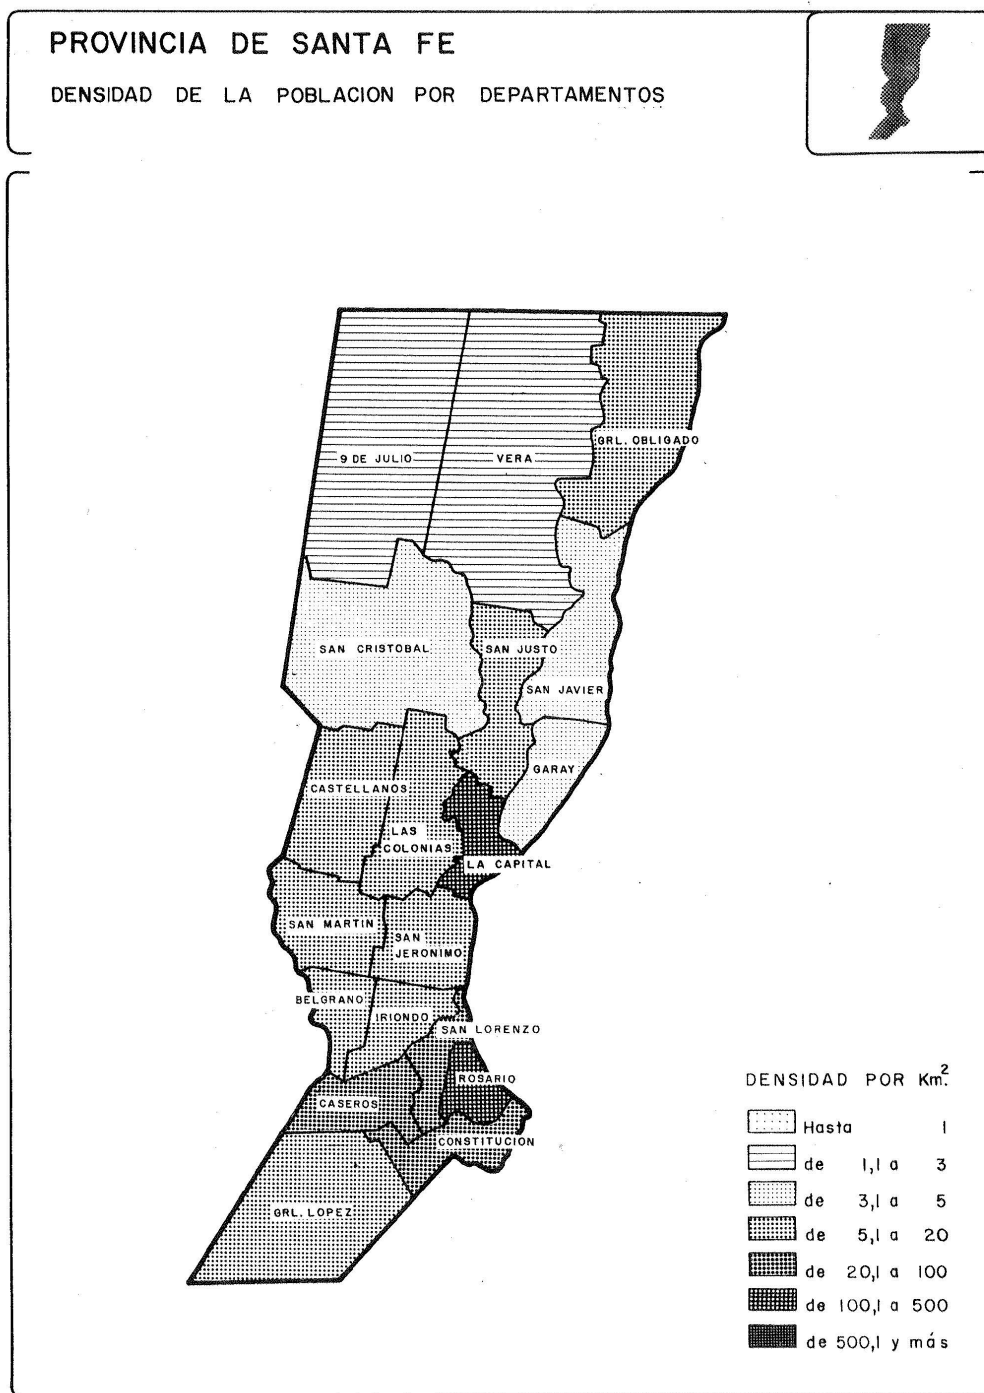 PROVINCIA DE SANTA FE
DENSIDAD DE LA POBLACION POR DEPARTAMENTOS
9 DE JULIO
VERA
GRL. OBLIGADO
SAN CRISTOBAL
SAN JUSTO
SAN JAVIER
GARAY
CASTELLANOS
LAS
COLONIAS
LA CAPITAL
SAN MARTIN
SAN
JERONIMO
BELGRANO
IRIONDO
SAN LORENZO
ROSARIO
CASEROS
CONSTITUCION
GRL. LOPEZ
DENSIDAD POR Km².
Hasta 1
de 1,1 a 3
de 3,1 a 5
de 5,1 a 20
de 20,1 a 100
de 100,1 a 500
de 500,1 y más